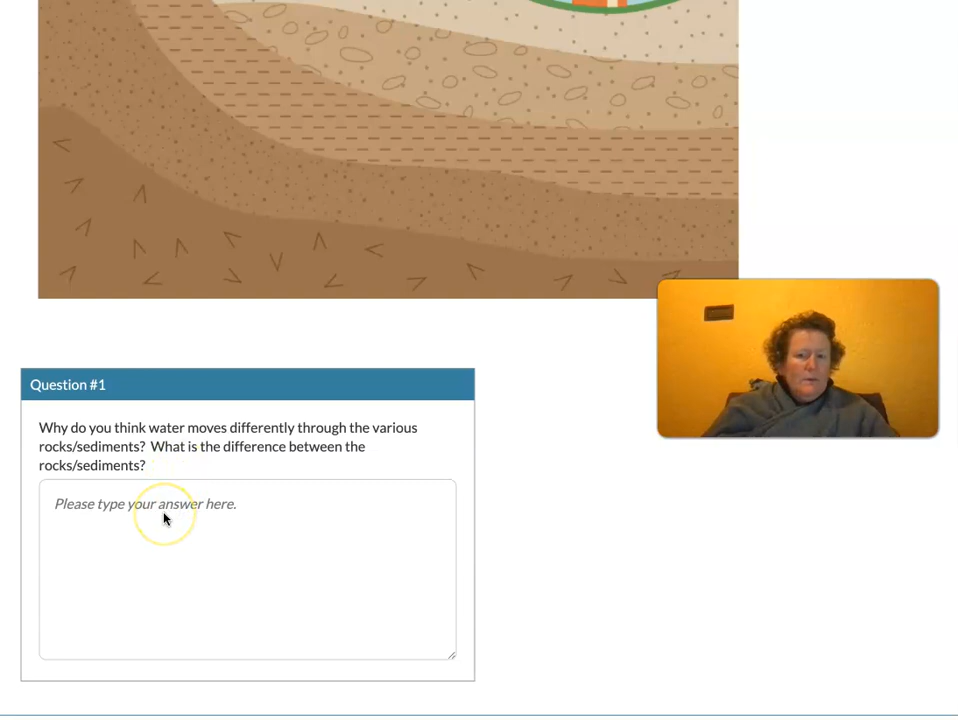 Question #1
Why do you think water moves differently through the various
rocks/sediments? What is the difference between the
rocks/sediments?
Please type your answer here.